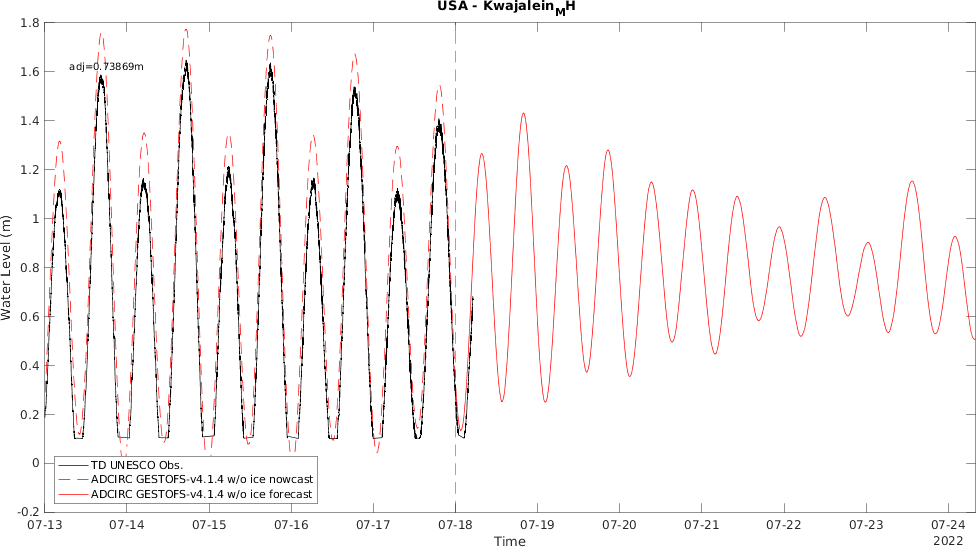 USA - Kwajalein_MH
1.8
1.6
1.4
1.2
1
0.8
0.6
0.4
0.2
0
-0.2
Water Level (m)
adj=0.73869m
TD UNESCO Obs.
ADCIRC GESTOFS-v4.1.4 w/o ice nowcast
ADCIRC GESTOFS-v4.1.4 w/o ice forecast
07-13 07-14 07-15 07-16 07-17 07-18 07-19 07-20 07-21 07-22 07-23 07-24
Time 2022